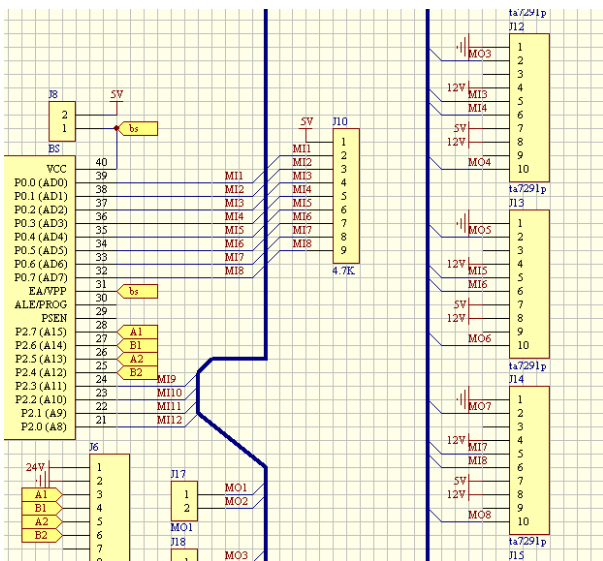 ta7291p
J12
1
MO3
2
3
12V
4
MI3
5
MI4
6
5V
7
12V
8
9
MO4
10
ta7291p
J13
1
MO5
2
3
12V
4
MI5
5
MI6
6
5V
7
12V
8
9
MO6
10
ta7291p
J14
1
MO7
2
3
12V
4
MI7
5
MI8
6
5V
7
12V
8
9
MO8
10
ta7291p
J15
J8
5V
2
1
bs
BS
VCC 40
P0.0 (AD0) 39 MI1
P0.1 (AD1) 38 MI2
P0.2 (AD2) 37 MI3
P0.3 (AD3) 36 MI4
P0.4 (AD4) 35 MI5
P0.5 (AD5) 34 MI6
P0.6 (AD6) 33 MI7
P0.7 (AD7) 32 MI8
EA/VPP 31 bs
ALE/PROG 30
PSEN 29
P2.7 (A15) 28 A1
P2.6 (A14) 27 B1
P2.5 (A13) 26 A2
P2.4 (A12) 25 B2
P2.3 (A11) 24 MI9
P2.2 (A10) 23 MI10
P2.1 (A9) 22 MI11
P2.0 (A8) 21 MI12
J10
5V
1
MI1 2
MI2 3
MI3 4
MI4 5
MI5 6
MI6 7
MI7 8
MI8 9
4.7K
J6
24V 1
2
A1 3
B1 4
A2 5
B2 6
7
8
J17
1 MO1
2 MO2
MO1
J18
1 MO3